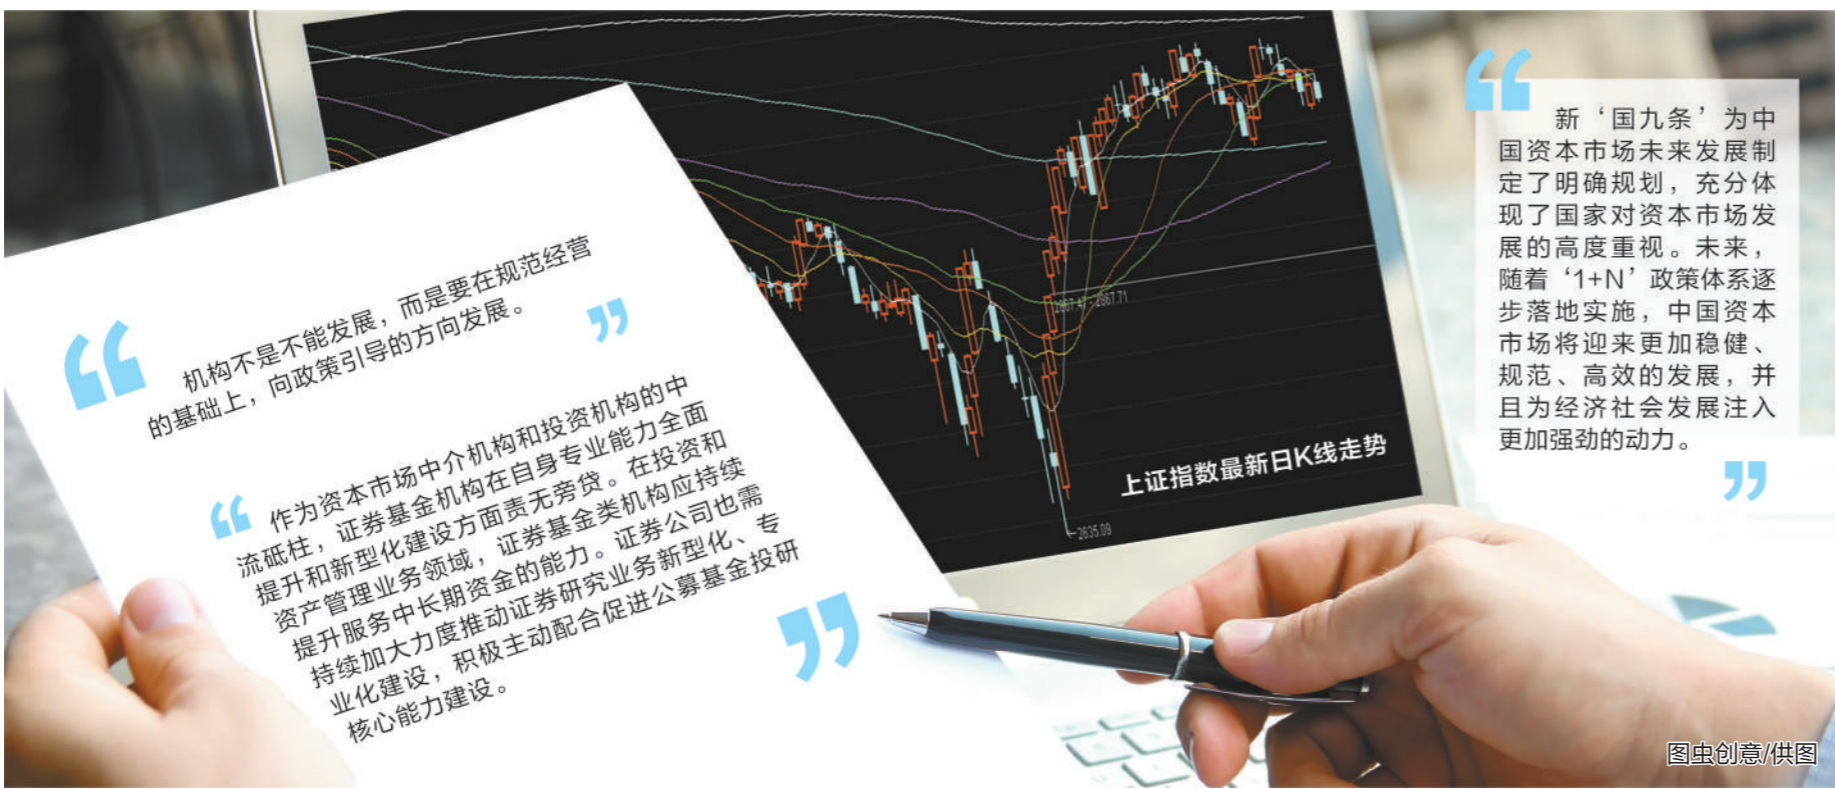 机构不是不能发展，而是要在规范经营
的基础上，向政策引导的方向发展。
作为资本市场中介机构和投资机构的中
流砥柱，证券基金机构在自身专业能力全面
提升和新型化建设方面责无旁贷。在投资和
资产管理业务领域，证券基金类机构应持续
提升服务中长期资金的能力。证券公司也需
持续加大力度推动证券研究业务新型化、专
业化建设，积极主动配合促进公募基金投研
核心能力建设。
2667.47 - 2667.71
上证指数最新日K线走势
2635.09
新‘国九条’为中
国资本市场未来发展制
定了明确规划，充分体
现了国家对资本市场发
展的高度重视。未来，
随着‘1+N’政策体系逐
步落地实施，中国资本
市场将迎来更加稳健、
规范、高效的发展，并
且为经济社会发展注入
更加强劲的动力。
图虫创意/供图